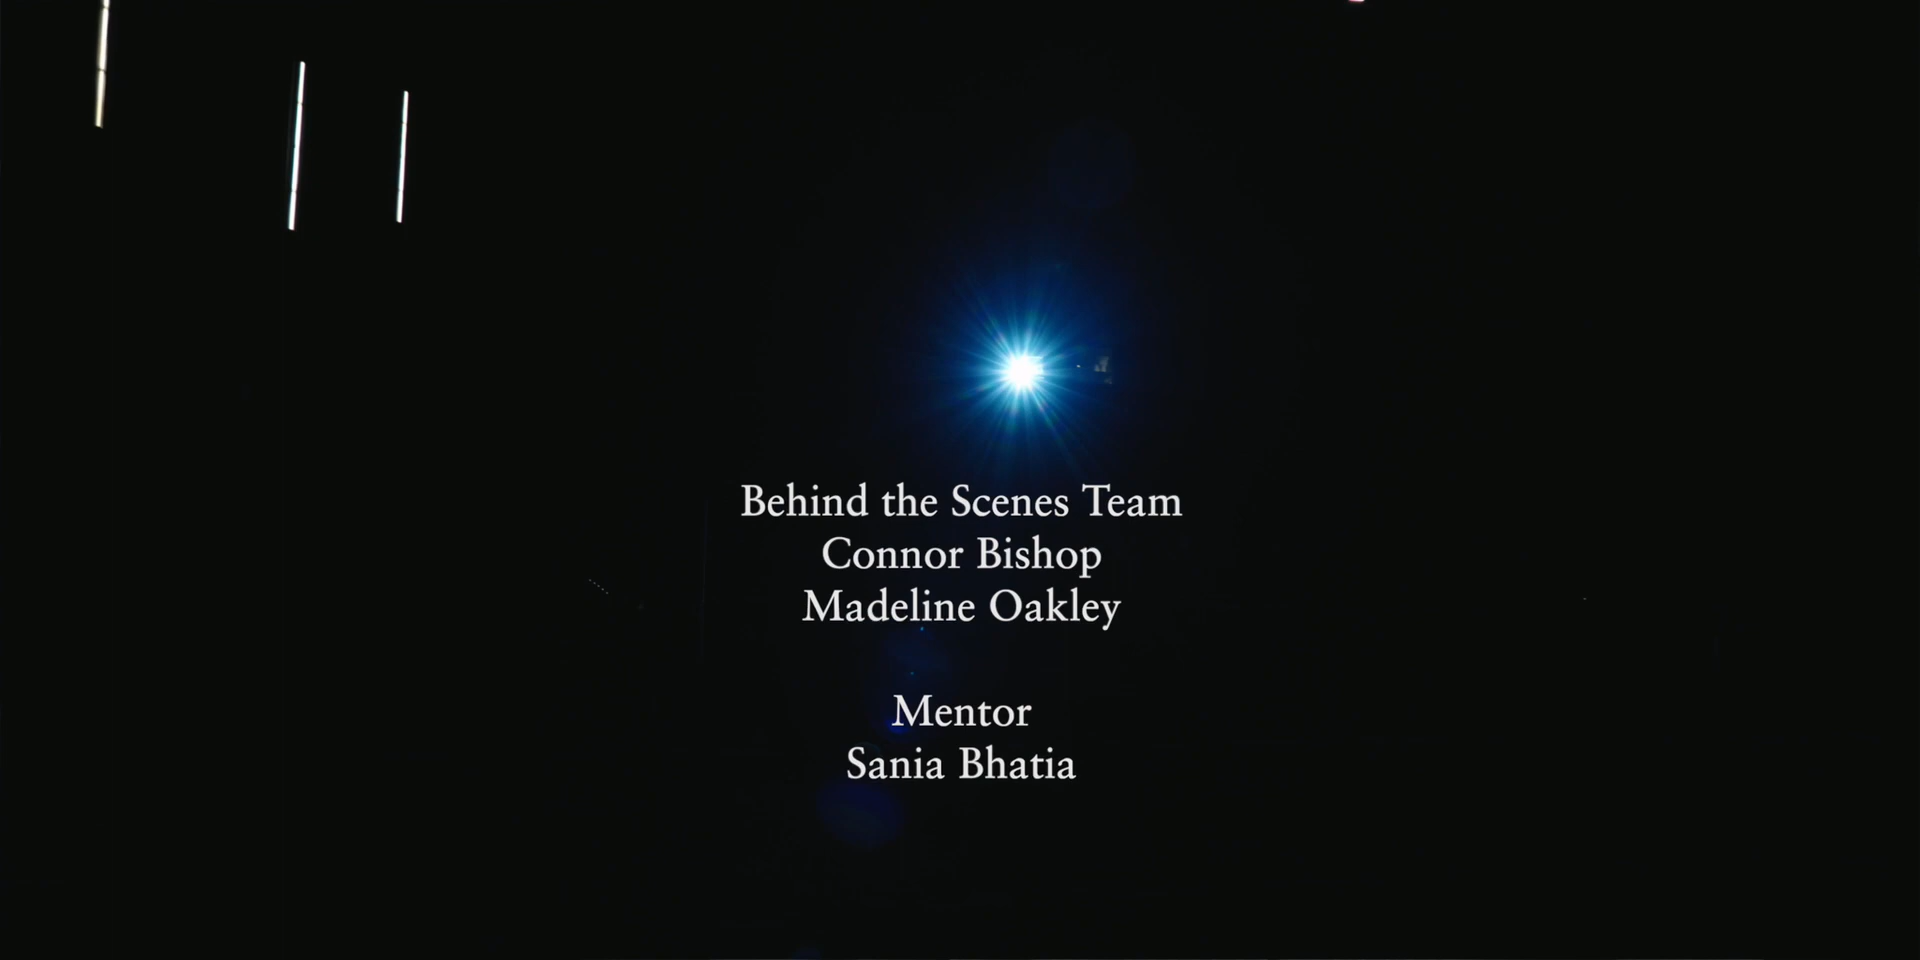 Behind the Scenes Team
Connor Bishop
Madeline Oakley
Mentor
Sania Bhatia